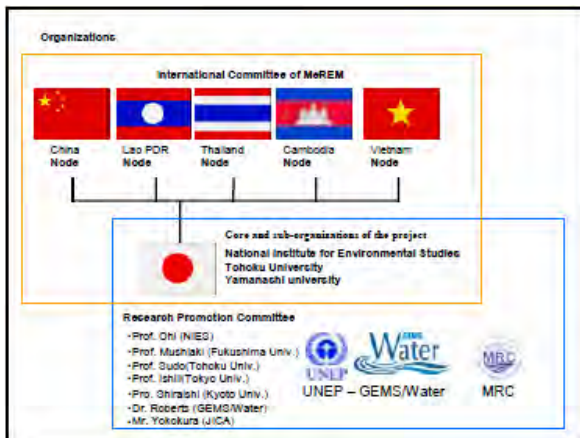 Organizations
International Committee of MeREM
China
Node
Lao PDR
Node
Thailand
Node
Cambodia
Node
Vietnam
Node
Core and sub-organizations of the project
National Institute for Environmental Studies
Tohoku University
Yamanashi university
Research Promotion Committee
•Prof. Ohi (NIES)
•Prof. Mushiaki (Fukushima Univ.)
•Prof. Sudo(Tohoku Univ.)
•Prof. Ishii(Tokyo Univ.)
•Pro. Shiraishi (Kyoto Univ.)
•Dr. Roberts (GEMS/Water)
•Mr. Yokokura (JICA)
UNEP
Water
MRC
UNEP – GEMS/Water
MRC